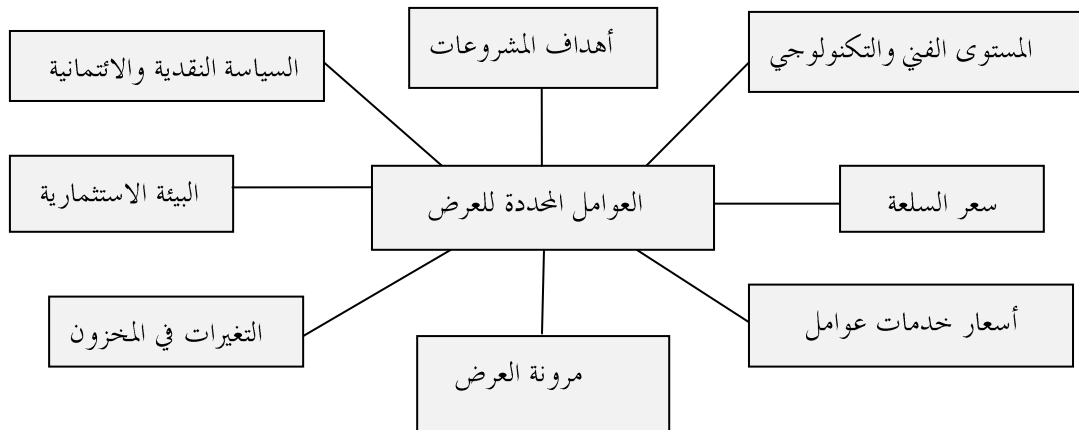 أهداف المشروعات
المستوى الفني والتكنولوجي
السياسة النقدية والائتمانية
البيئة الاستثمارية
العوامل المحددة للعرض
سعر السلعة
التغيرات في المخزون
مرونة العرض
أسعار خدمات عوامل